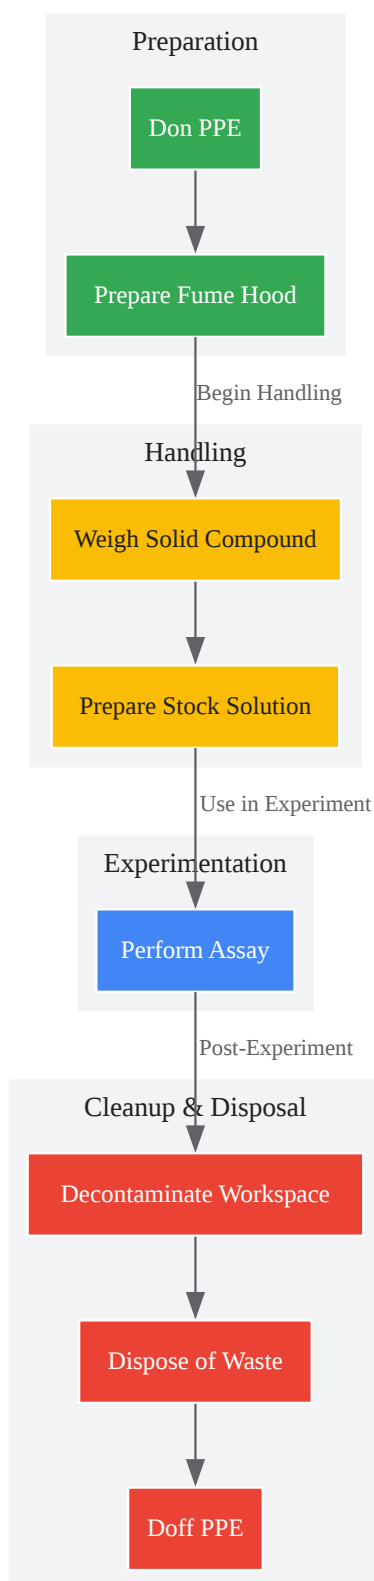 Preparation
Don PPE
Prepare Fume Hood
Begin Handling
Handling
Weigh Solid Compound
Prepare Stock Solution
Use in Experiment
Experimentation
Perform Assay
Post-Experiment
Cleanup & Disposal
Decontaminate Workspace
Dispose of Waste
Doff PPE